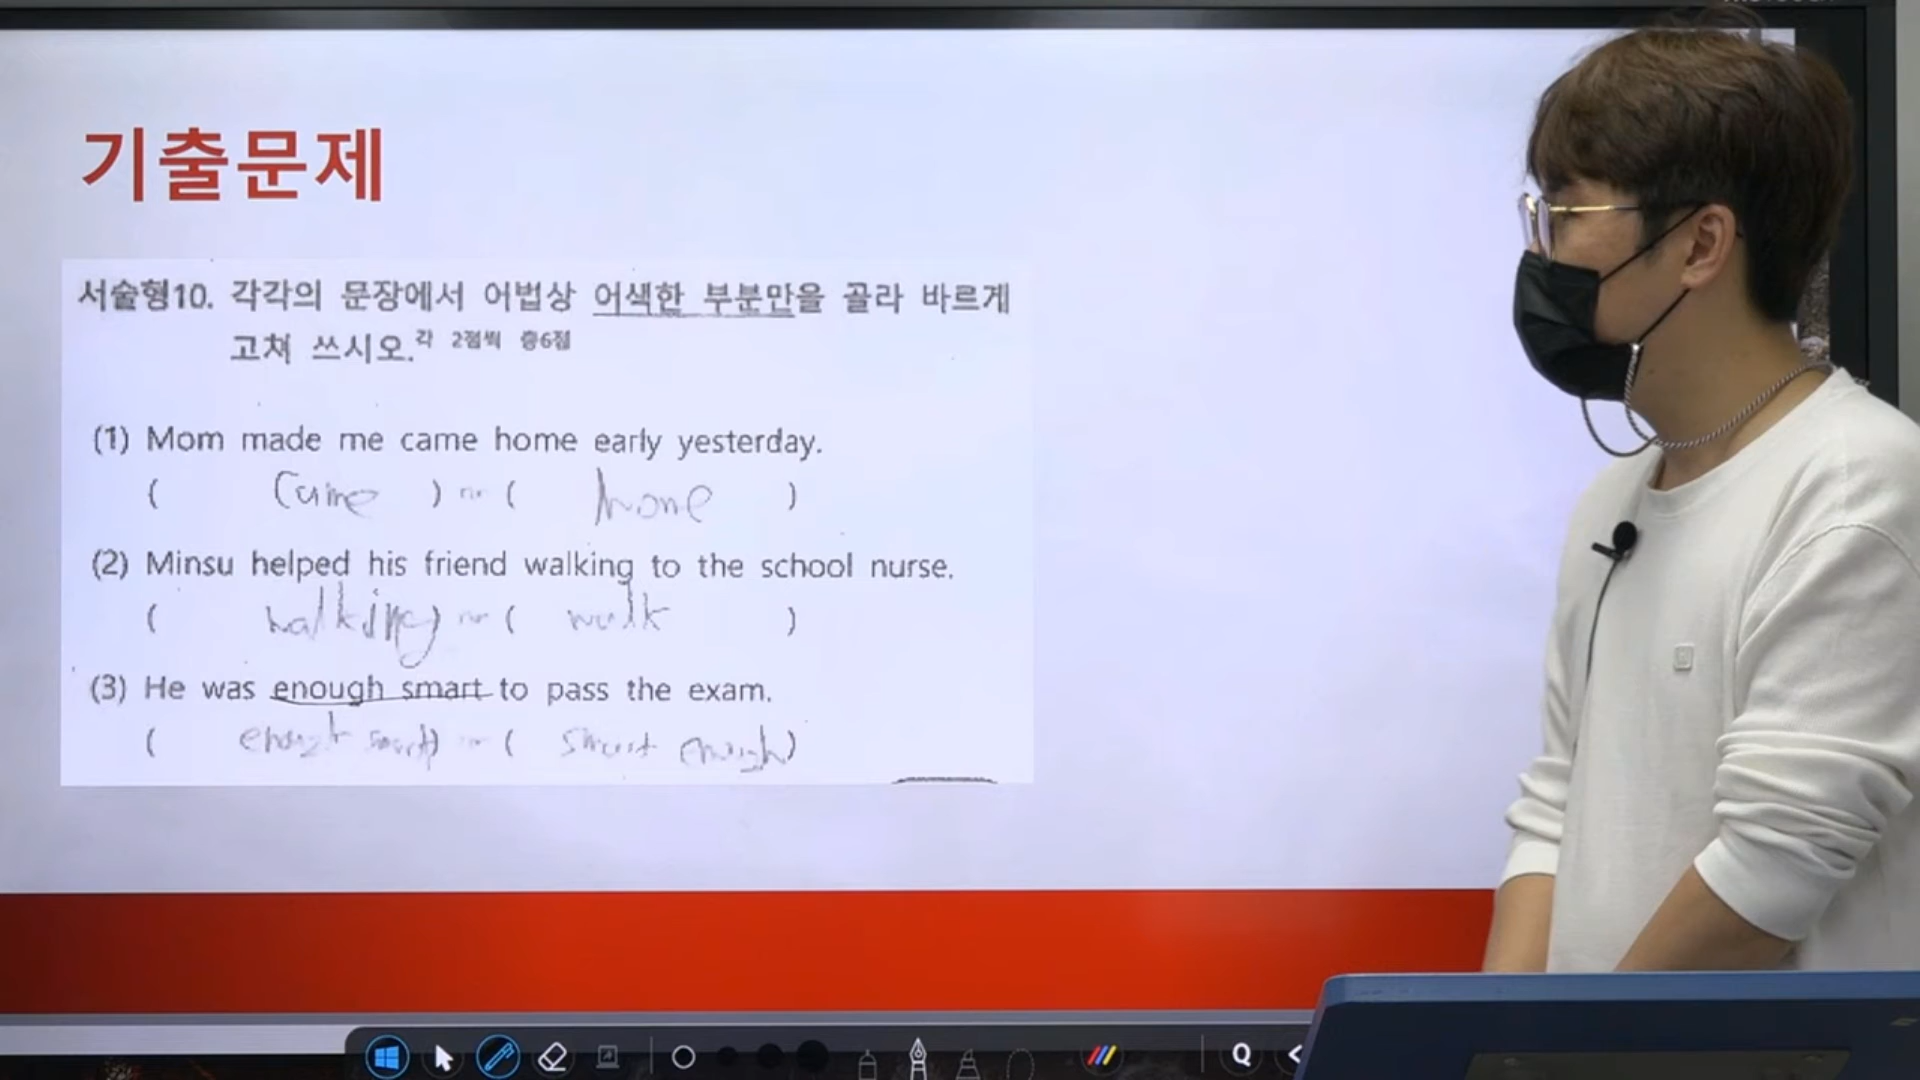 기출문제
서술형10. 각각의 문장에서 어법상 어색한 부분만을 골라 바르게
고쳐 쓰시오.각 2점씩 총6점
(1) Mom made me came home early yesterday.
( came ) → ( home )
(2) Minsu helped his friend walking to the school nurse.
( walking ) → ( walk )
(3) He was enough smart to pass the exam.
( enough smart ) → ( smart enough )